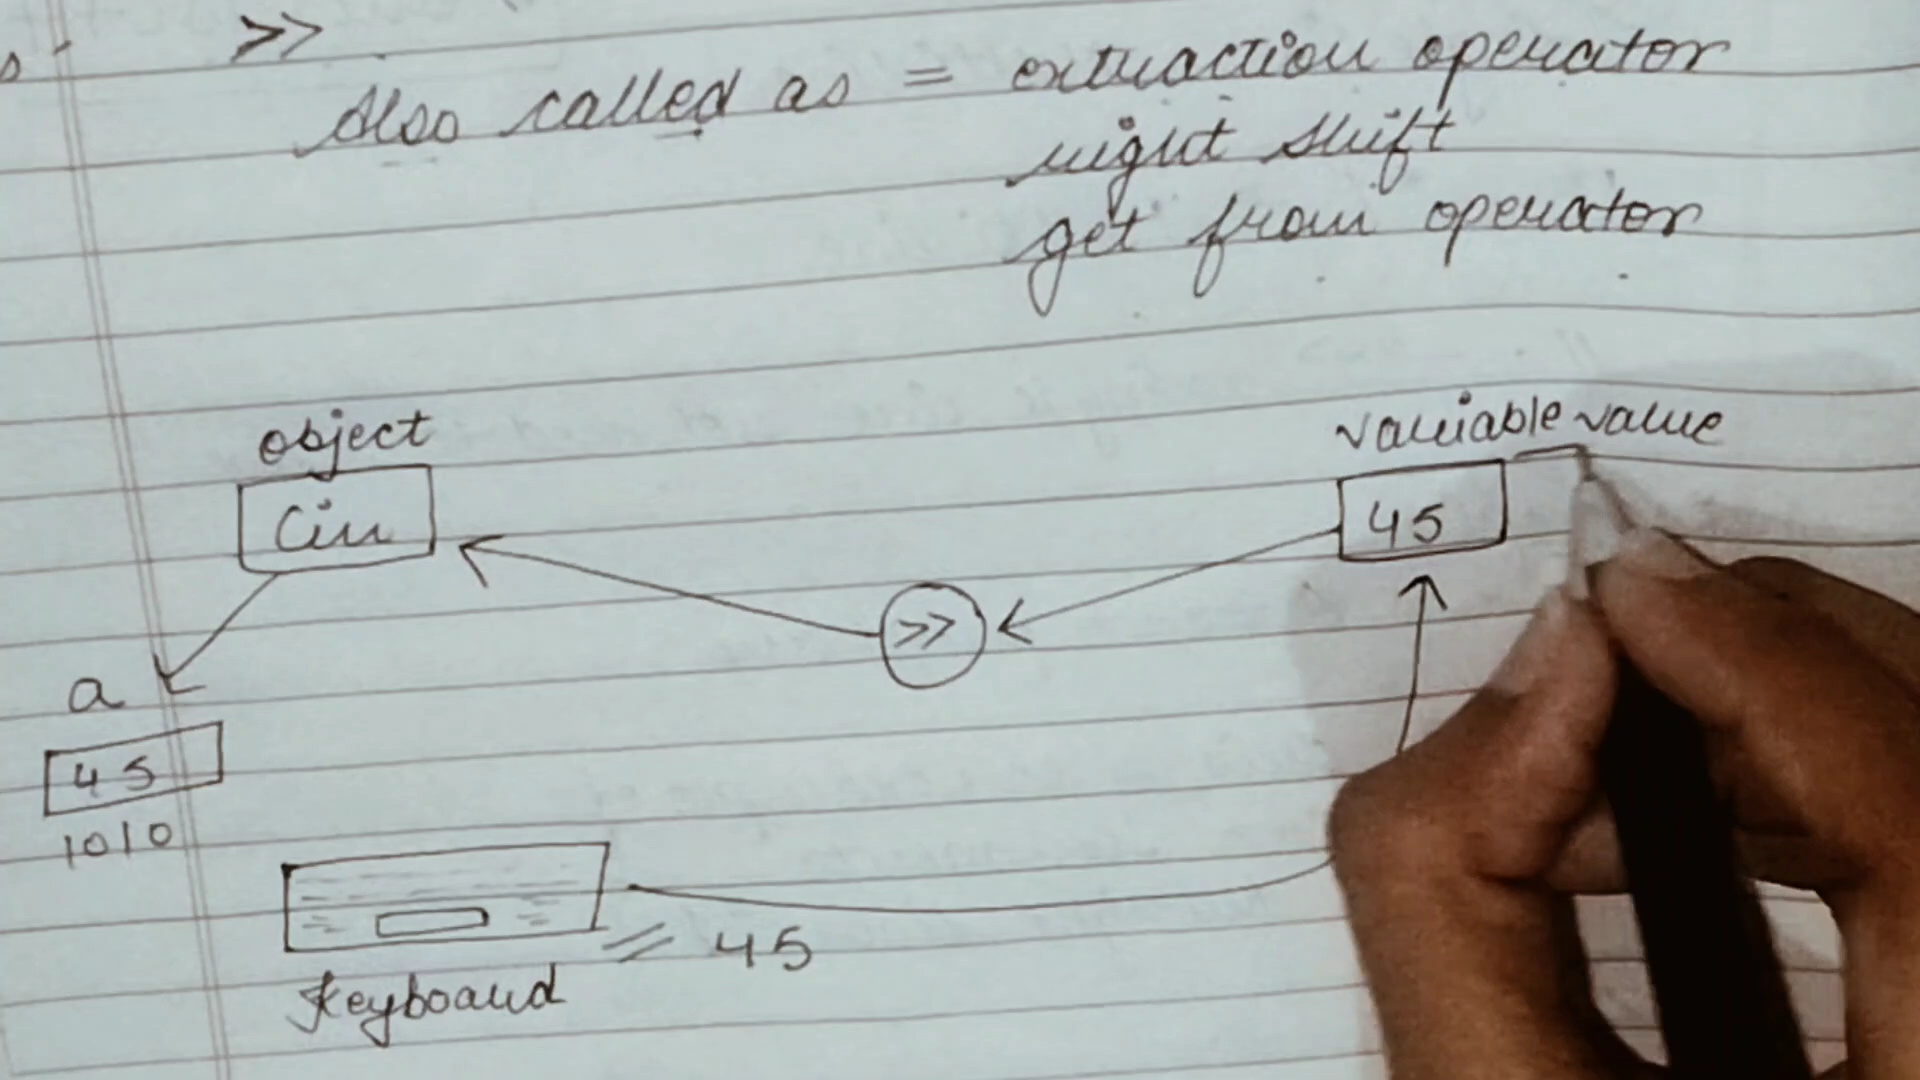 >>
Also called as = extraction operator
right shift
get from operator
object
variable value
Cin
45
>>
a
45
1010
45
Keyboard